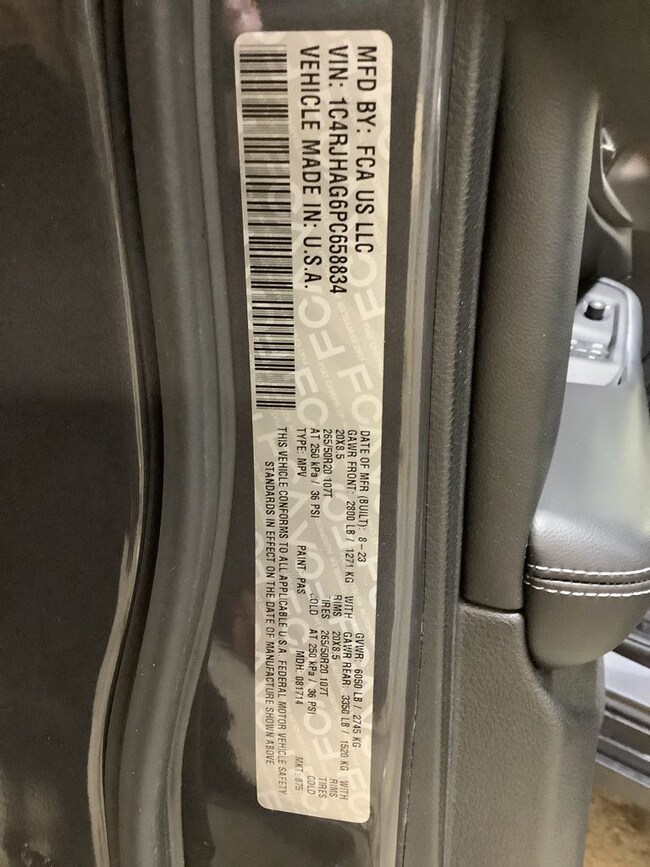 MFD BY: FCA US LLC
VIN: 1C4RJHAG6PC658834
VEHICLE MADE IN: U.S.A.
DATE OF MFR (BUILT): 8-23 GVWR: 6050 LB / 2745 KG
GAWR FRONT: 2800 LB / 1271 KG WITH GAWR REAR: 3350 LB / 1520 KG WITH
20X8.5 RIMS 20X8.5 RIMS
265/50R20 107T TIRES 265/50R20 107T TIRES
AT 250 kPa / 36 PSI COLD AT 250 kPa / 36 PSI COLD
TYPE: MPV PAINT: PAS MDH: 081714 MKT: 875
THIS VEHICLE CONFORMS TO ALL APPLICABLE U.S.A. FEDERAL MOTOR VEHICLE SAFETY
STANDARDS IN EFFECT ON THE DATE OF MANUFACTURE SHOWN ABOVE.